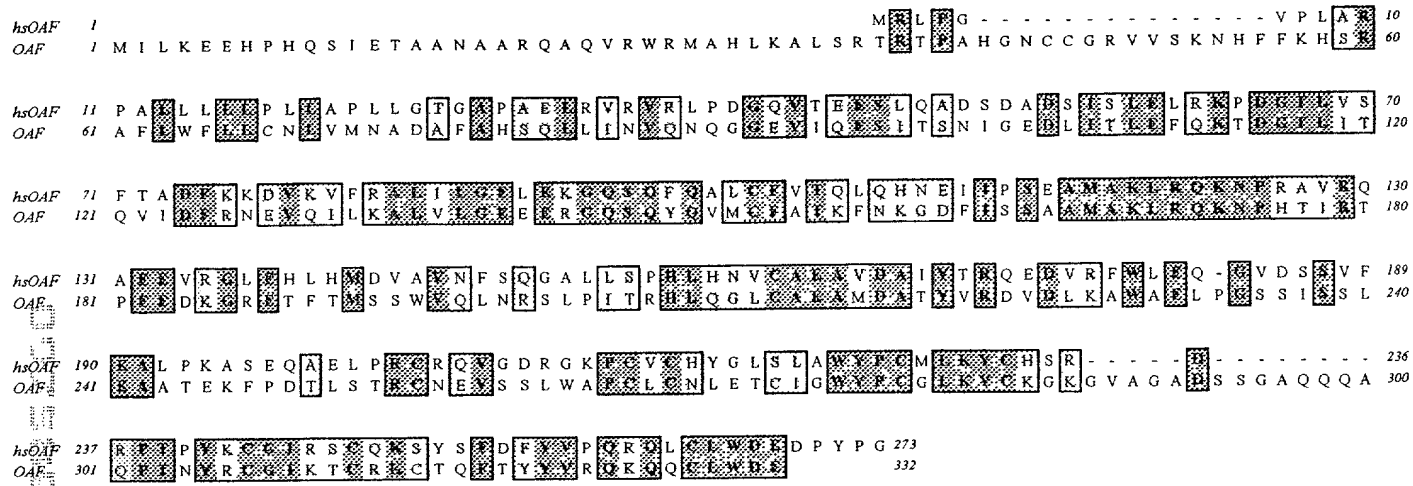 hsOAF 1 M R L P G - - - - - - - - - - - - - - V P L A R 10
OAF 1 M I L K E E H P H Q S I E T A A N A A R Q A Q V R W R M A H L K A L S R T R T P A H G N C C G R V V S K N H F F K H S R 60
hsOAF 11 P A L L L L L P L L A P L L G T G A P A E L R V R V R L P D G Q V T E E S L Q A D S D A D S I S L E L R K P D G T L V S 70
OAF 61 A F L W F L L C N L V M N A D A F A H S Q L L I N V Q N Q G G E V I Q E S I T S N I G E D L I T L E F Q K T D G T L I T 120
hsOAF 71 F T A D F K K D V K V F R A L I L G E L E K G Q S Q F Q A L C F V T Q L Q H N E I I P S E A M A K L R Q K N P R A V R Q 130
OAF 121 Q V I D F R N E V Q I L K A L V L G E E E R G Q S Q Y Q V M C F A T K F N K G D F I S S A A M A K L R Q K N P H T I R T 180
hsOAF 131 A E E V R G L E H L H M D V A V N F S Q G A L L S P H L H N V C A E A V D A I Y T R Q E D V R F W L E Q - G V D S S V F 189
OAF 181 P E E D K G R E T F T M S S W V Q L N R S L P I T R H L Q G L C A E A M D A T Y V R D V D L K A W A E L P G S S I S S L 240
hsOAF 190 K A L P K A S E Q A E L P R C R Q V G D R G K P C V C H Y G L S L A W Y P C M L K Y C H S R - - - - - D - - - - - - - - 236
OAF 241 K A A T E K F P D T L S T R C N E V S S L W A P C L C N L E T C I G W Y P C G L K Y C K G K G V A G A D S S G A Q Q Q A 300
hsOAF 237 R P T P Y K C G I R S C Q K S Y S F D F Y V P Q R Q L C L W D E D P Y P G 273
OAF 301 Q P T N Y R C G I K T C R K C T Q F T Y Y V R Q K Q Q C L W D E 332